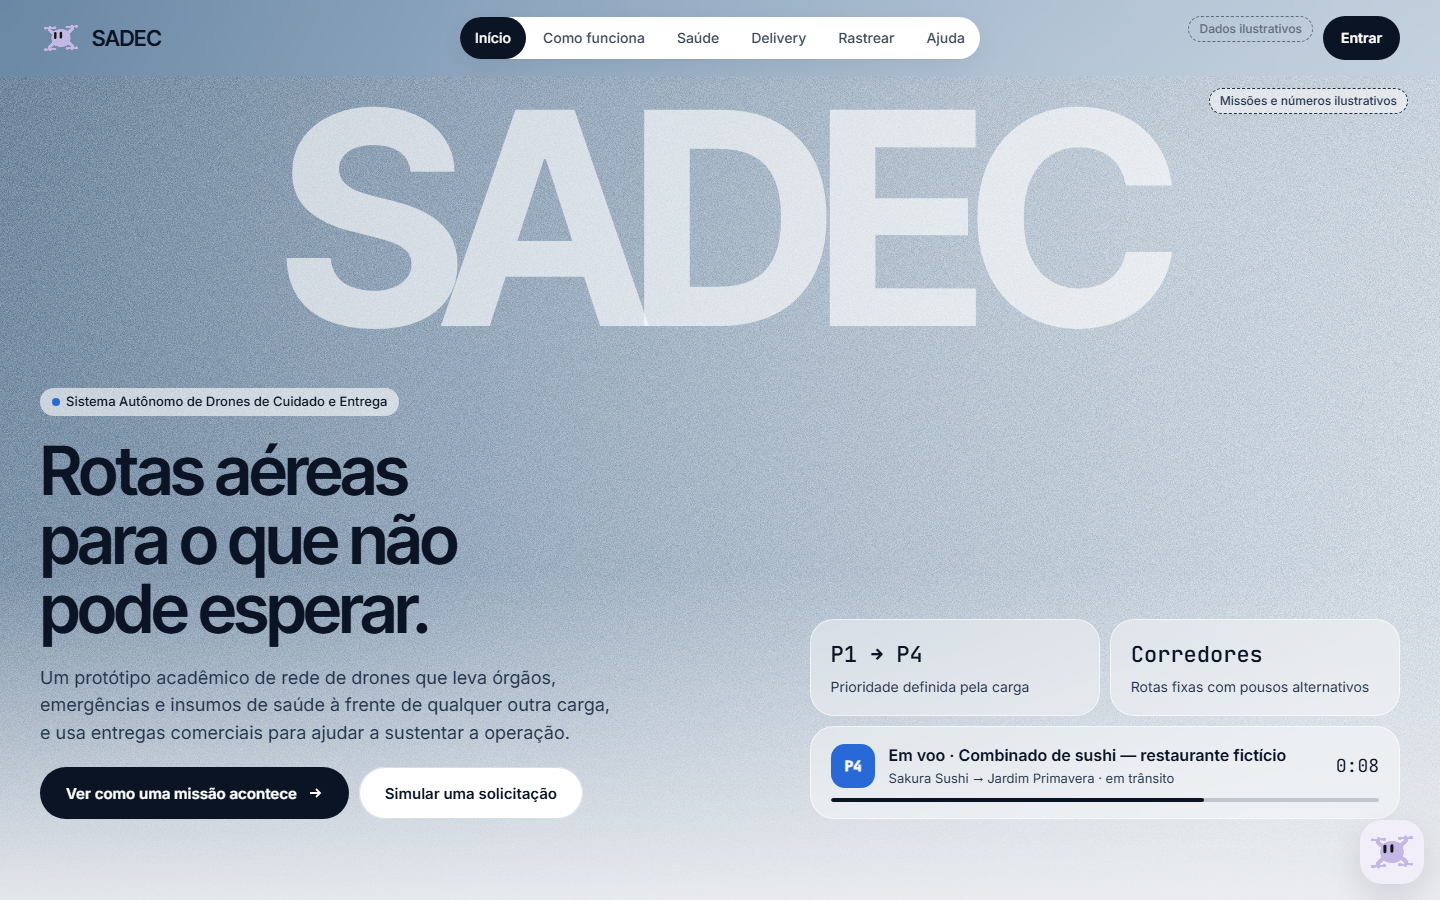 SADEC
Início
Como funciona
Saúde
Delivery
Rastrear
Ajuda
Dados ilustrativos
Entrar
Missões e números ilustrativos
SADEC
Sistema Autônomo de Drones de Cuidado e Entrega
Rotas aéreas
para o que não
pode esperar.
Um protótipo acadêmico de rede de drones que leva órgãos,
emergências e insumos de saúde à frente de qualquer outra carga,
e usa entregas comerciais para ajudar a sustentar a operação.
Ver como uma missão acontece →
Simular uma solicitação
P1 → P4
Prioridade definida pela carga
Corredores
Rotas fixas com pousos alternativos
P4
Em voo · Combinado de sushi — restaurante fictício
Sakura Sushi → Jardim Primavera · em trânsito
0:08